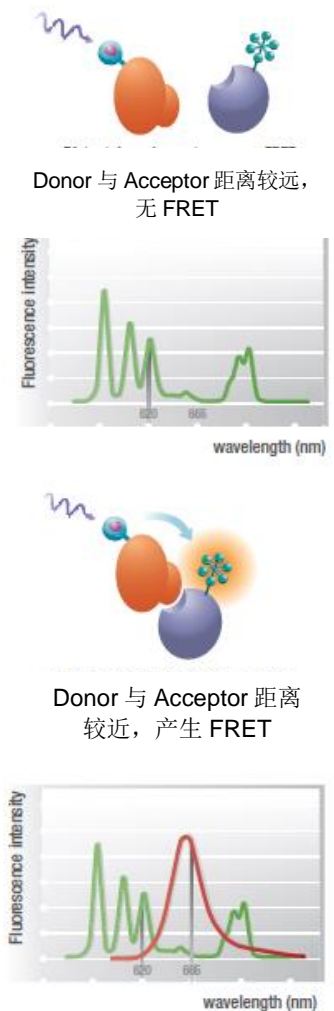 Donor 与 Acceptor 距离较远，
无 FRET
Fluorescence intensity
620 665
wavelength (nm)
Donor 与 Acceptor 距离
较近，产生 FRET
Fluorescence intensity
620 665
wavelength (nm)